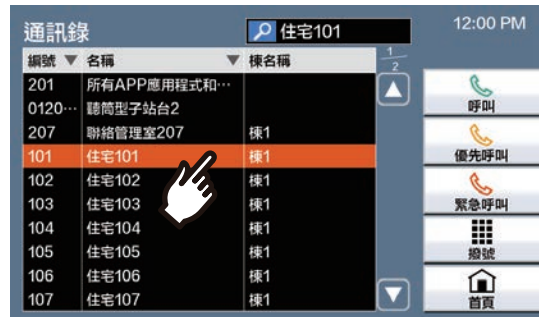 通訊錄 住宅101 12:00 PM
編號 ▼ 名稱 ▼ 棟名稱 1/2
201 所有APP應用程式和…
0120… 聽筒型子站台2
207 聯絡管理室207 棟1
101 住宅101 棟1
102 住宅102 棟1
103 住宅103 棟1
104 住宅104 棟1
105 住宅105 棟1
106 住宅106 棟1
107 住宅107 棟1
呼叫
優先呼叫
緊急呼叫
撥號
首頁